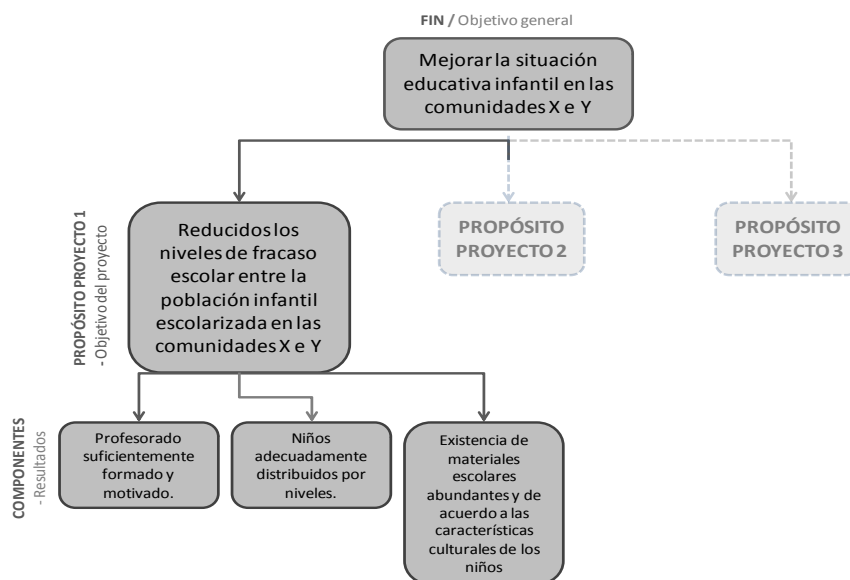 FIN / Objetivo general
Mejorar la situación
educativa infantil en las
comunidades X e Y
PROPÓSITO PROYECTO 1
- Objetivo del proyecto
Reducidos los
niveles de fracaso
escolar entre la
población infantil
escolarizada en las
comunidades X e Y
PROPÓSITO
PROYECTO 2
PROPÓSITO
PROYECTO 3
COMPONENTES
- Resultados
Profesorado
suficientemente
formado y
motivado.
Niños
adecuadamente
distribuidos por
niveles.
Existencia de
materiales
escolares
abundantes y de
acuerdo a las
características
culturales de los
niños